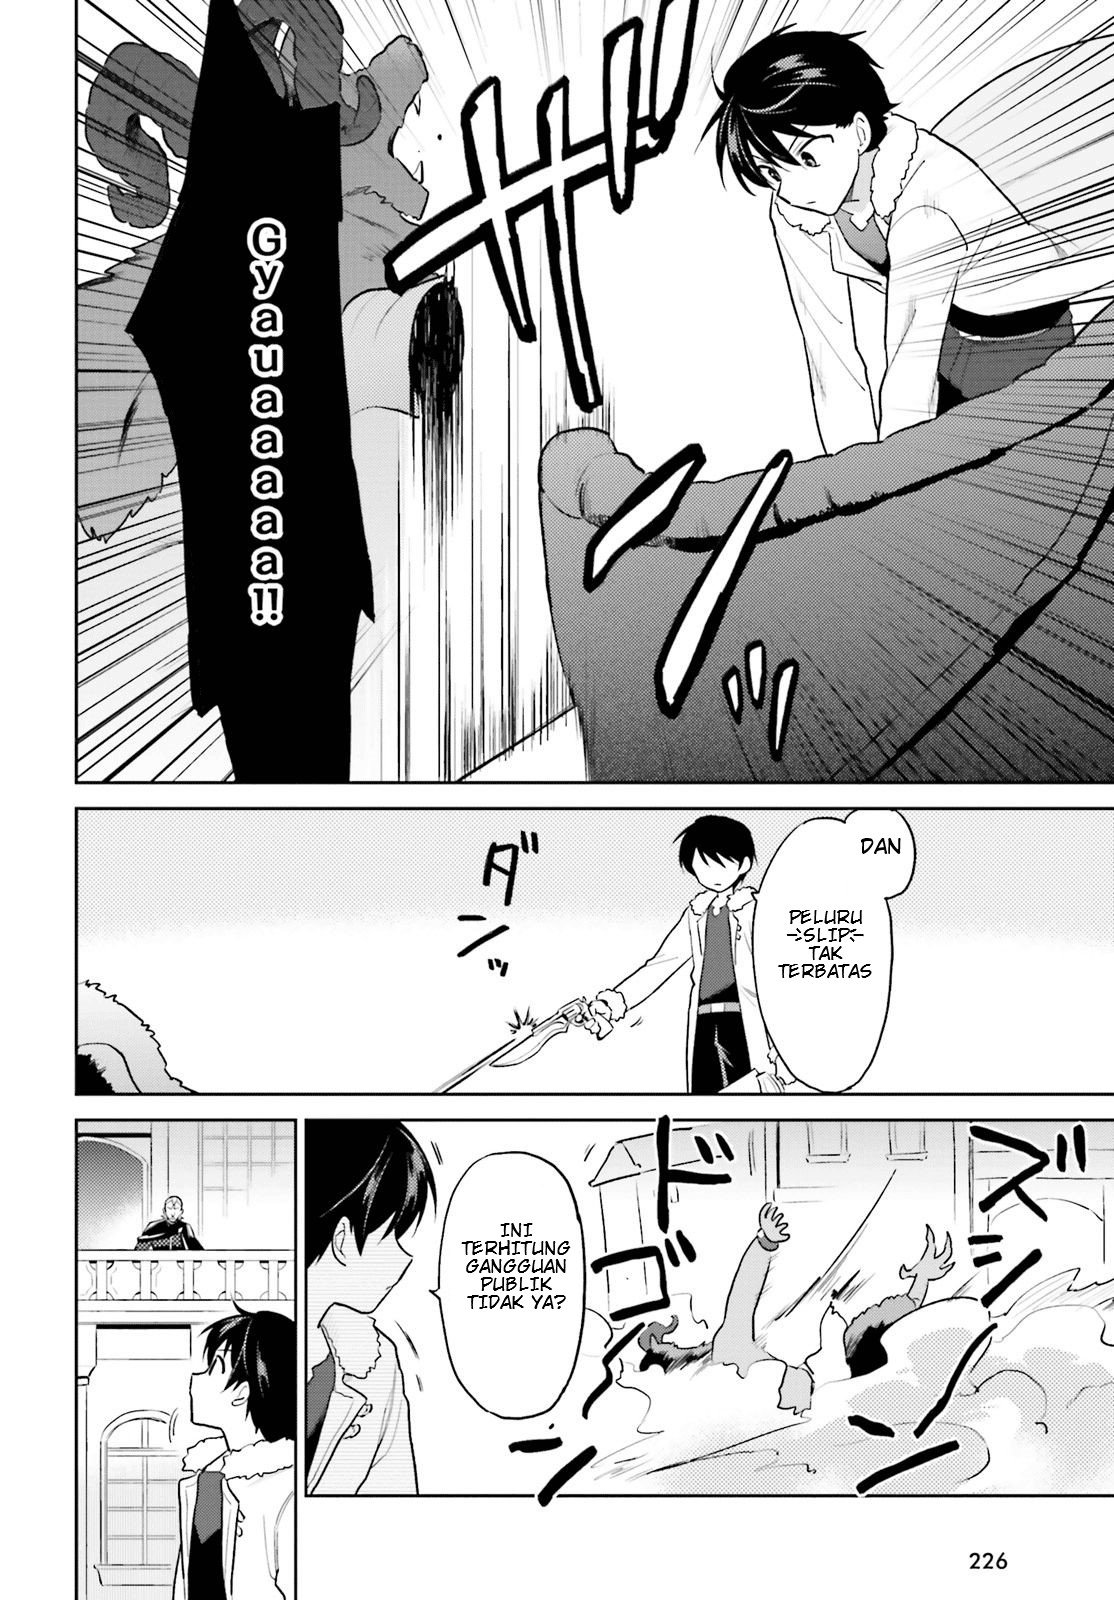 ザ
ンッ
Gyauaaaaaa!!
DAN
PELURU
-SLIP-
TAK
TERBATAS
ダンッ
ズシン
ドゴン
INI
TERHITUNG
GANGGUAN
PUBLIK
TIDAK YA?
226